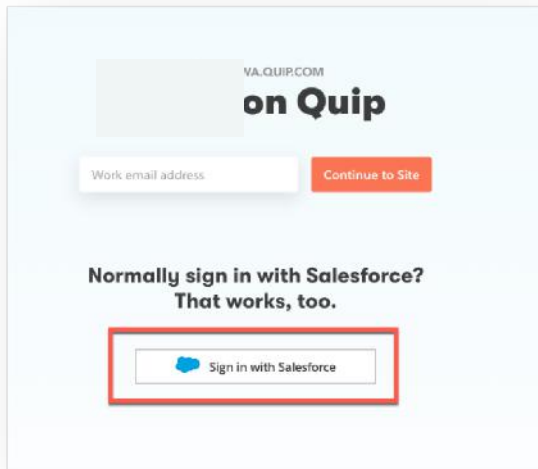 WA.QUIP.COM
on Quip
Work email address
Continue to Site
Normally sign in with Salesforce?
That works, too.
Sign in with Salesforce